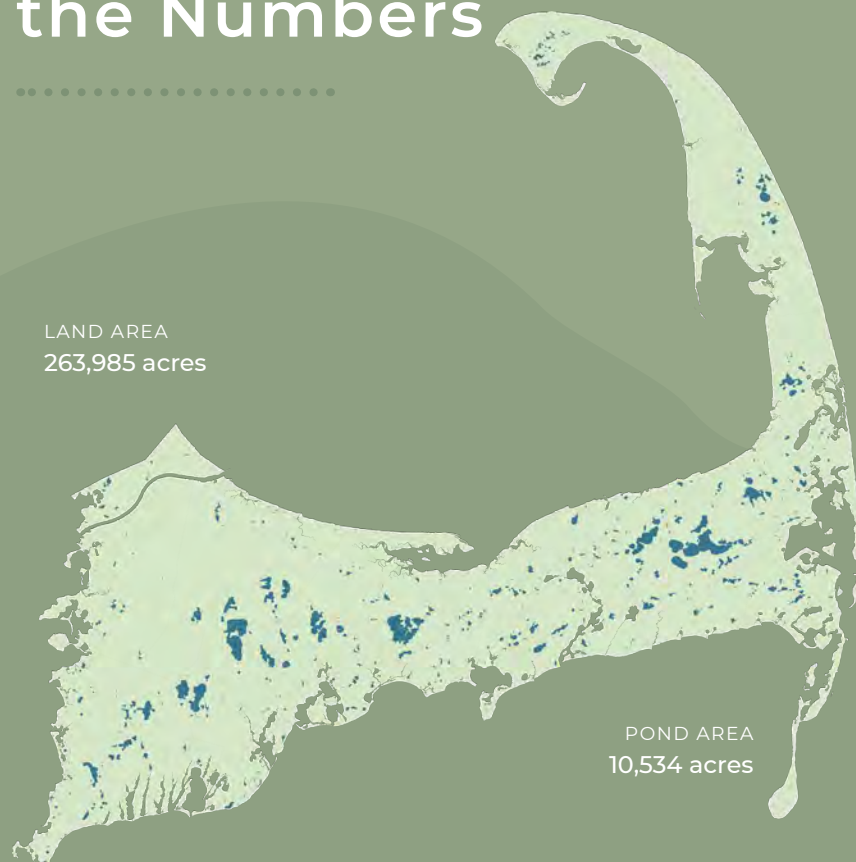 the Numbers
LAND AREA
263,985 acres
POND AREA
10,534 acres